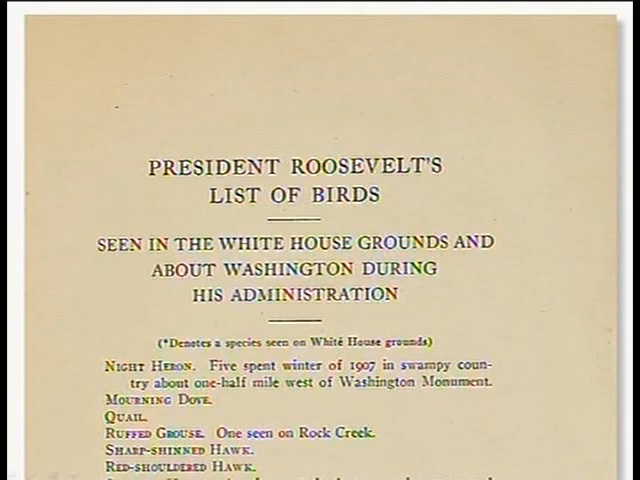 PRESIDENT ROOSEVELT'S
LIST OF BIRDS
SEEN IN THE WHITE HOUSE GROUNDS AND
ABOUT WASHINGTON DURING
HIS ADMINISTRATION
(*Denotes a species seen on White House grounds)
NIGHT HERON. Five spent winter of 1907 in swampy coun-
try about one-half mile west of Washington Monument.
MOURNING DOVE.
QUAIL.
RUFFED GROUSE. One seen on Rock Creek.
SHARP-SHINNED HAWK.
RED-SHOULDERED HAWK.